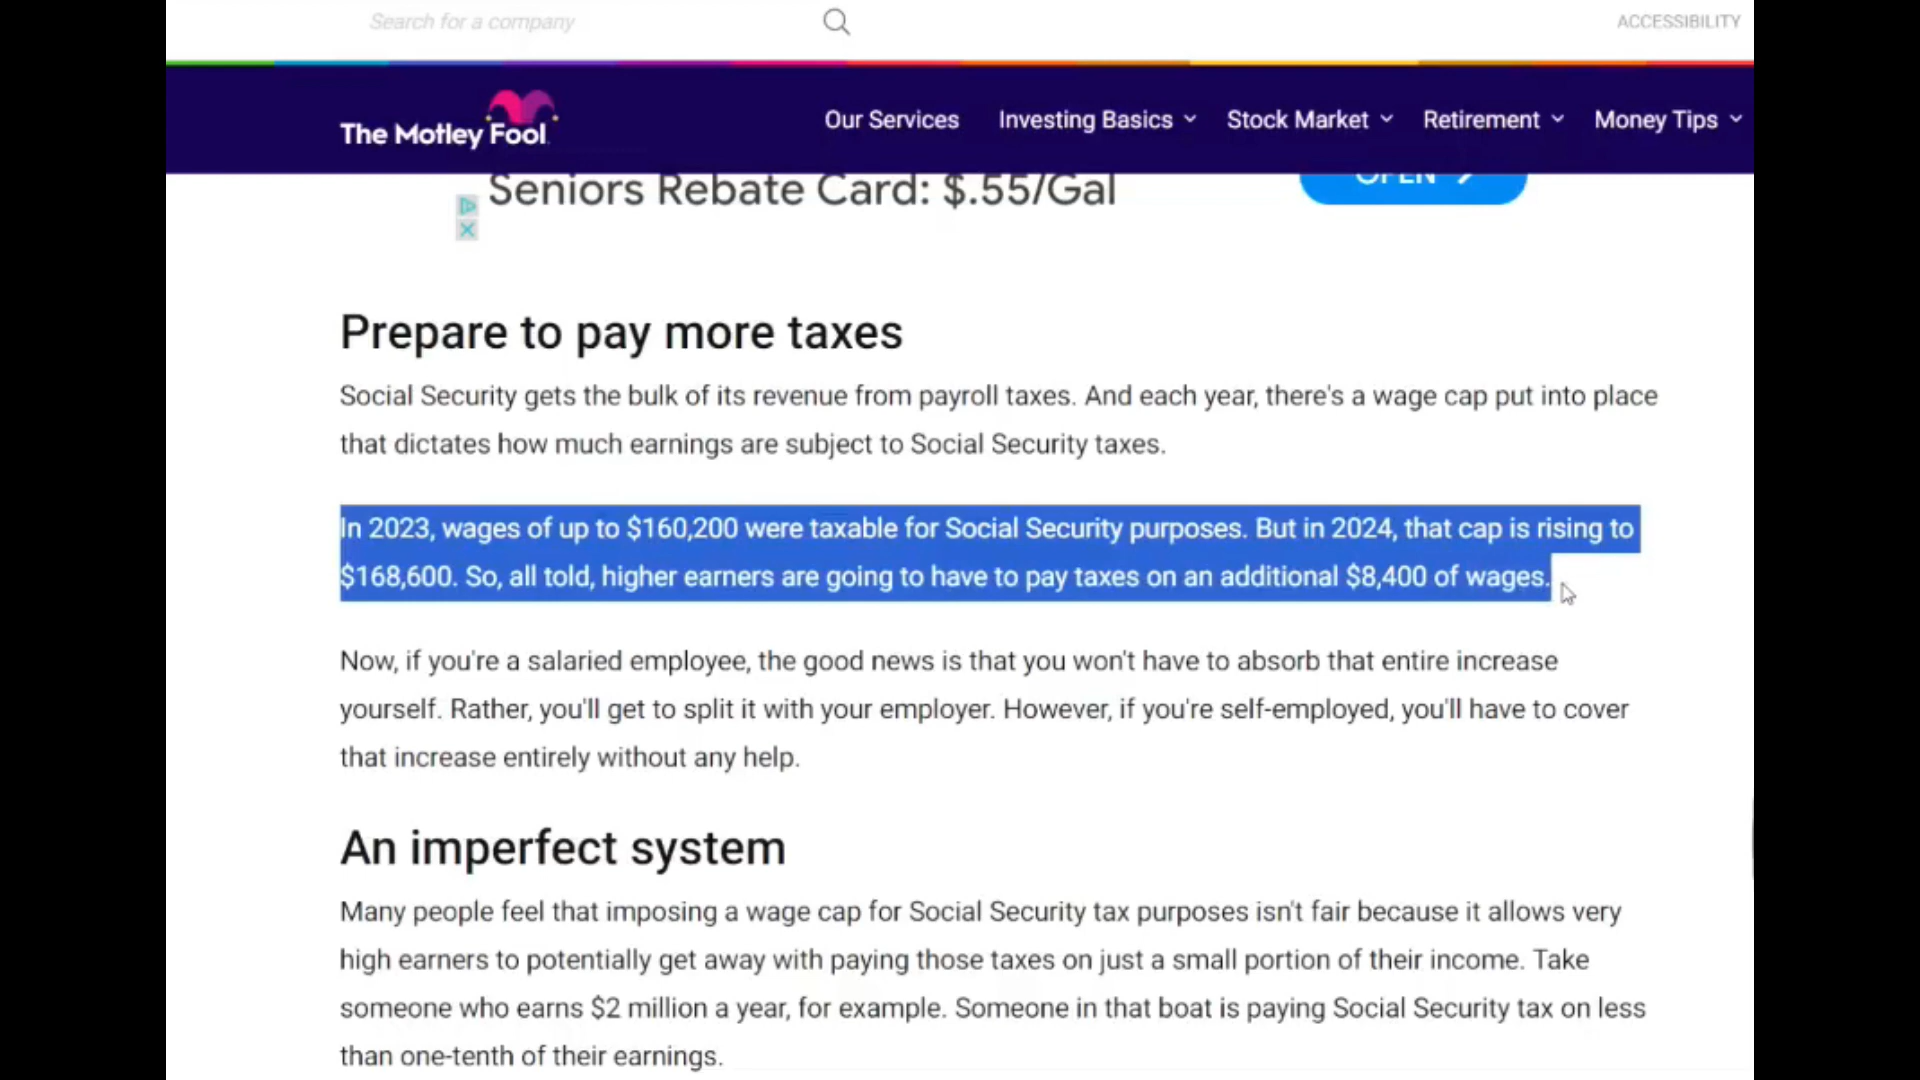 Search for a company
ACCESSIBILITY
The Motley Fool
Our Services
Investing Basics
Stock Market
Retirement
Money Tips
Seniors Rebate Card: $.55/Gal
OPEN
Prepare to pay more taxes
Social Security gets the bulk of its revenue from payroll taxes. And each year, there's a wage cap put into place
that dictates how much earnings are subject to Social Security taxes.
In 2023, wages of up to $160,200 were taxable for Social Security purposes. But in 2024, that cap is rising to
$168,600. So, all told, higher earners are going to have to pay taxes on an additional $8,400 of wages.
Now, if you're a salaried employee, the good news is that you won't have to absorb that entire increase
yourself. Rather, you'll get to split it with your employer. However, if you're self-employed, you'll have to cover
that increase entirely without any help.
An imperfect system
Many people feel that imposing a wage cap for Social Security tax purposes isn't fair because it allows very
high earners to potentially get away with paying those taxes on just a small portion of their income. Take
someone who earns $2 million a year, for example. Someone in that boat is paying Social Security tax on less
than one-tenth of their earnings.